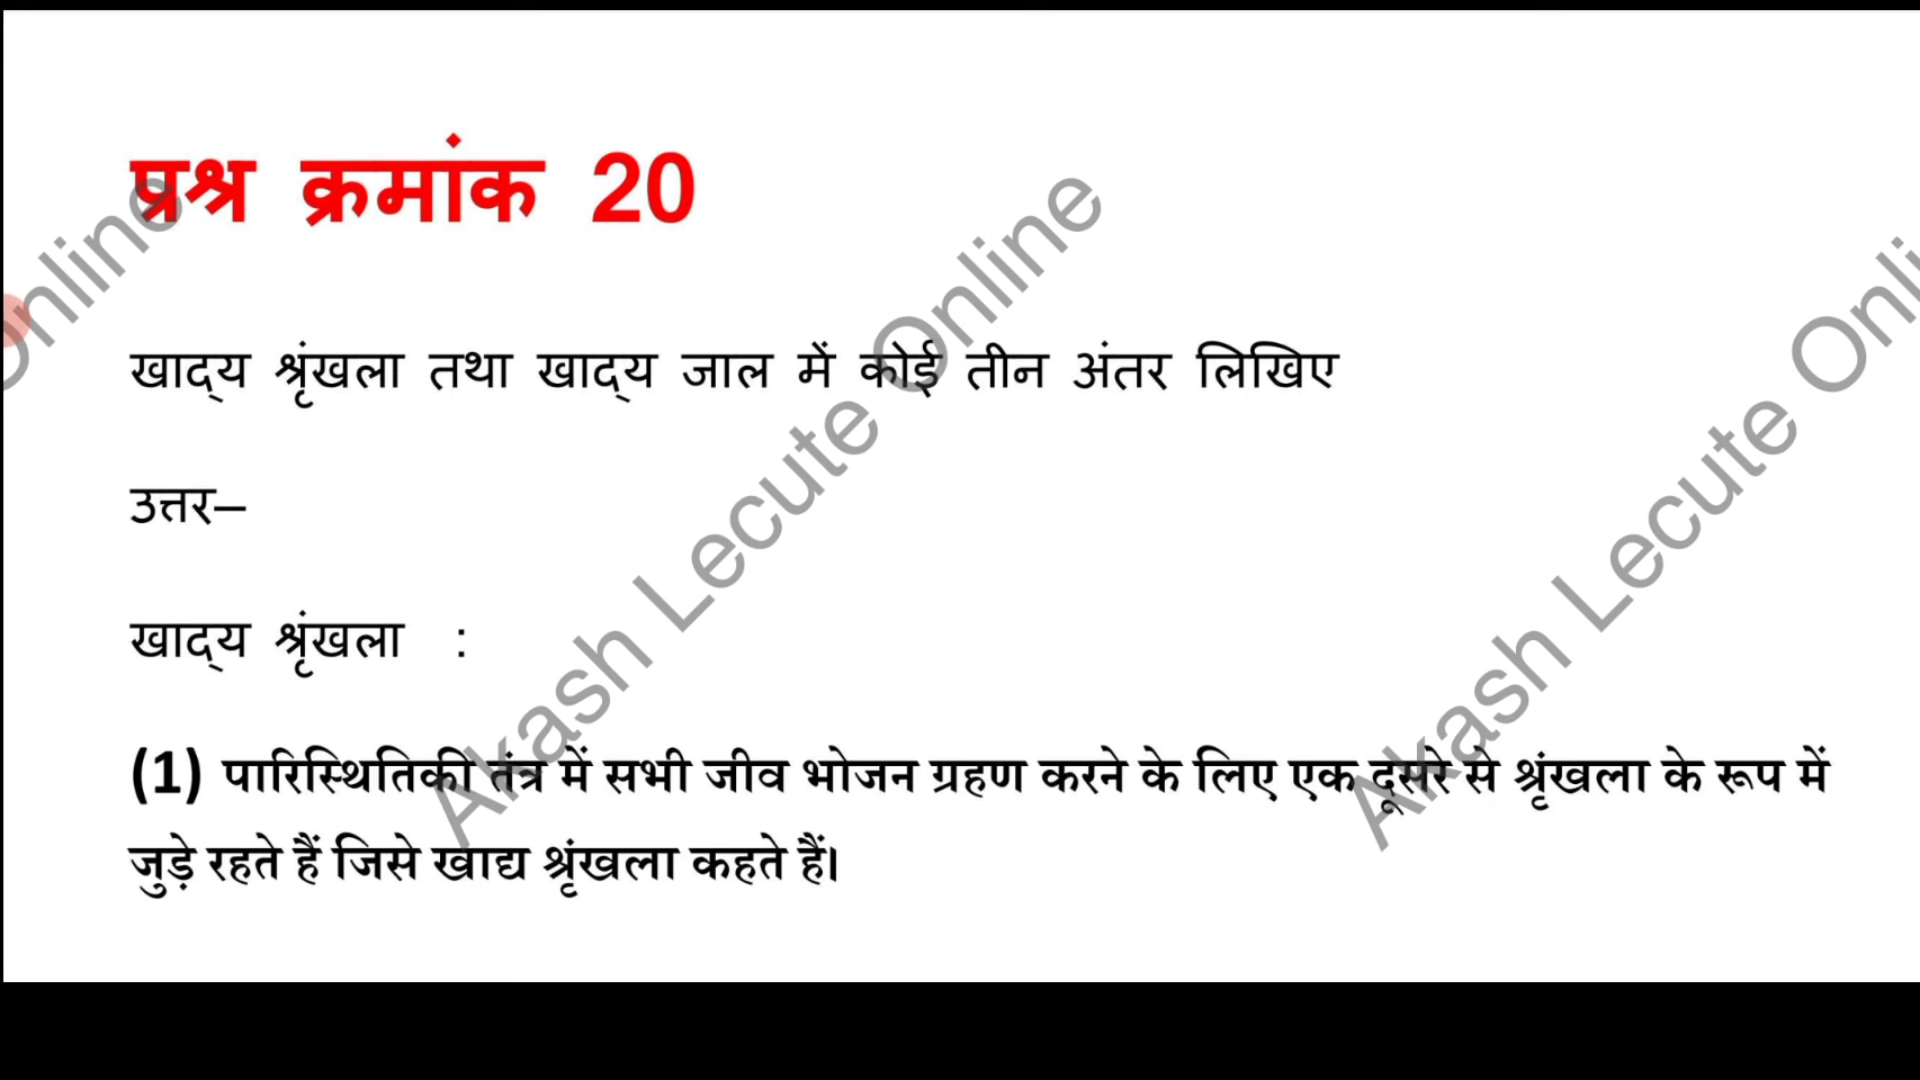 प्रश्न क्रमांक 20
खाद्य श्रृंखला तथा खाद्य जाल में कोई तीन अंतर लिखिए
उत्तर–
खाद्य श्रृंखला :
(1) पारिस्थितिकी तंत्र में सभी जीव भोजन ग्रहण करने के लिए एक दूसरे से श्रृंखला के रूप में
जुड़े रहते हैं जिसे खाद्य श्रृंखला कहते हैं।
Online
Akash Lecute Online
Akash Lecute Onli